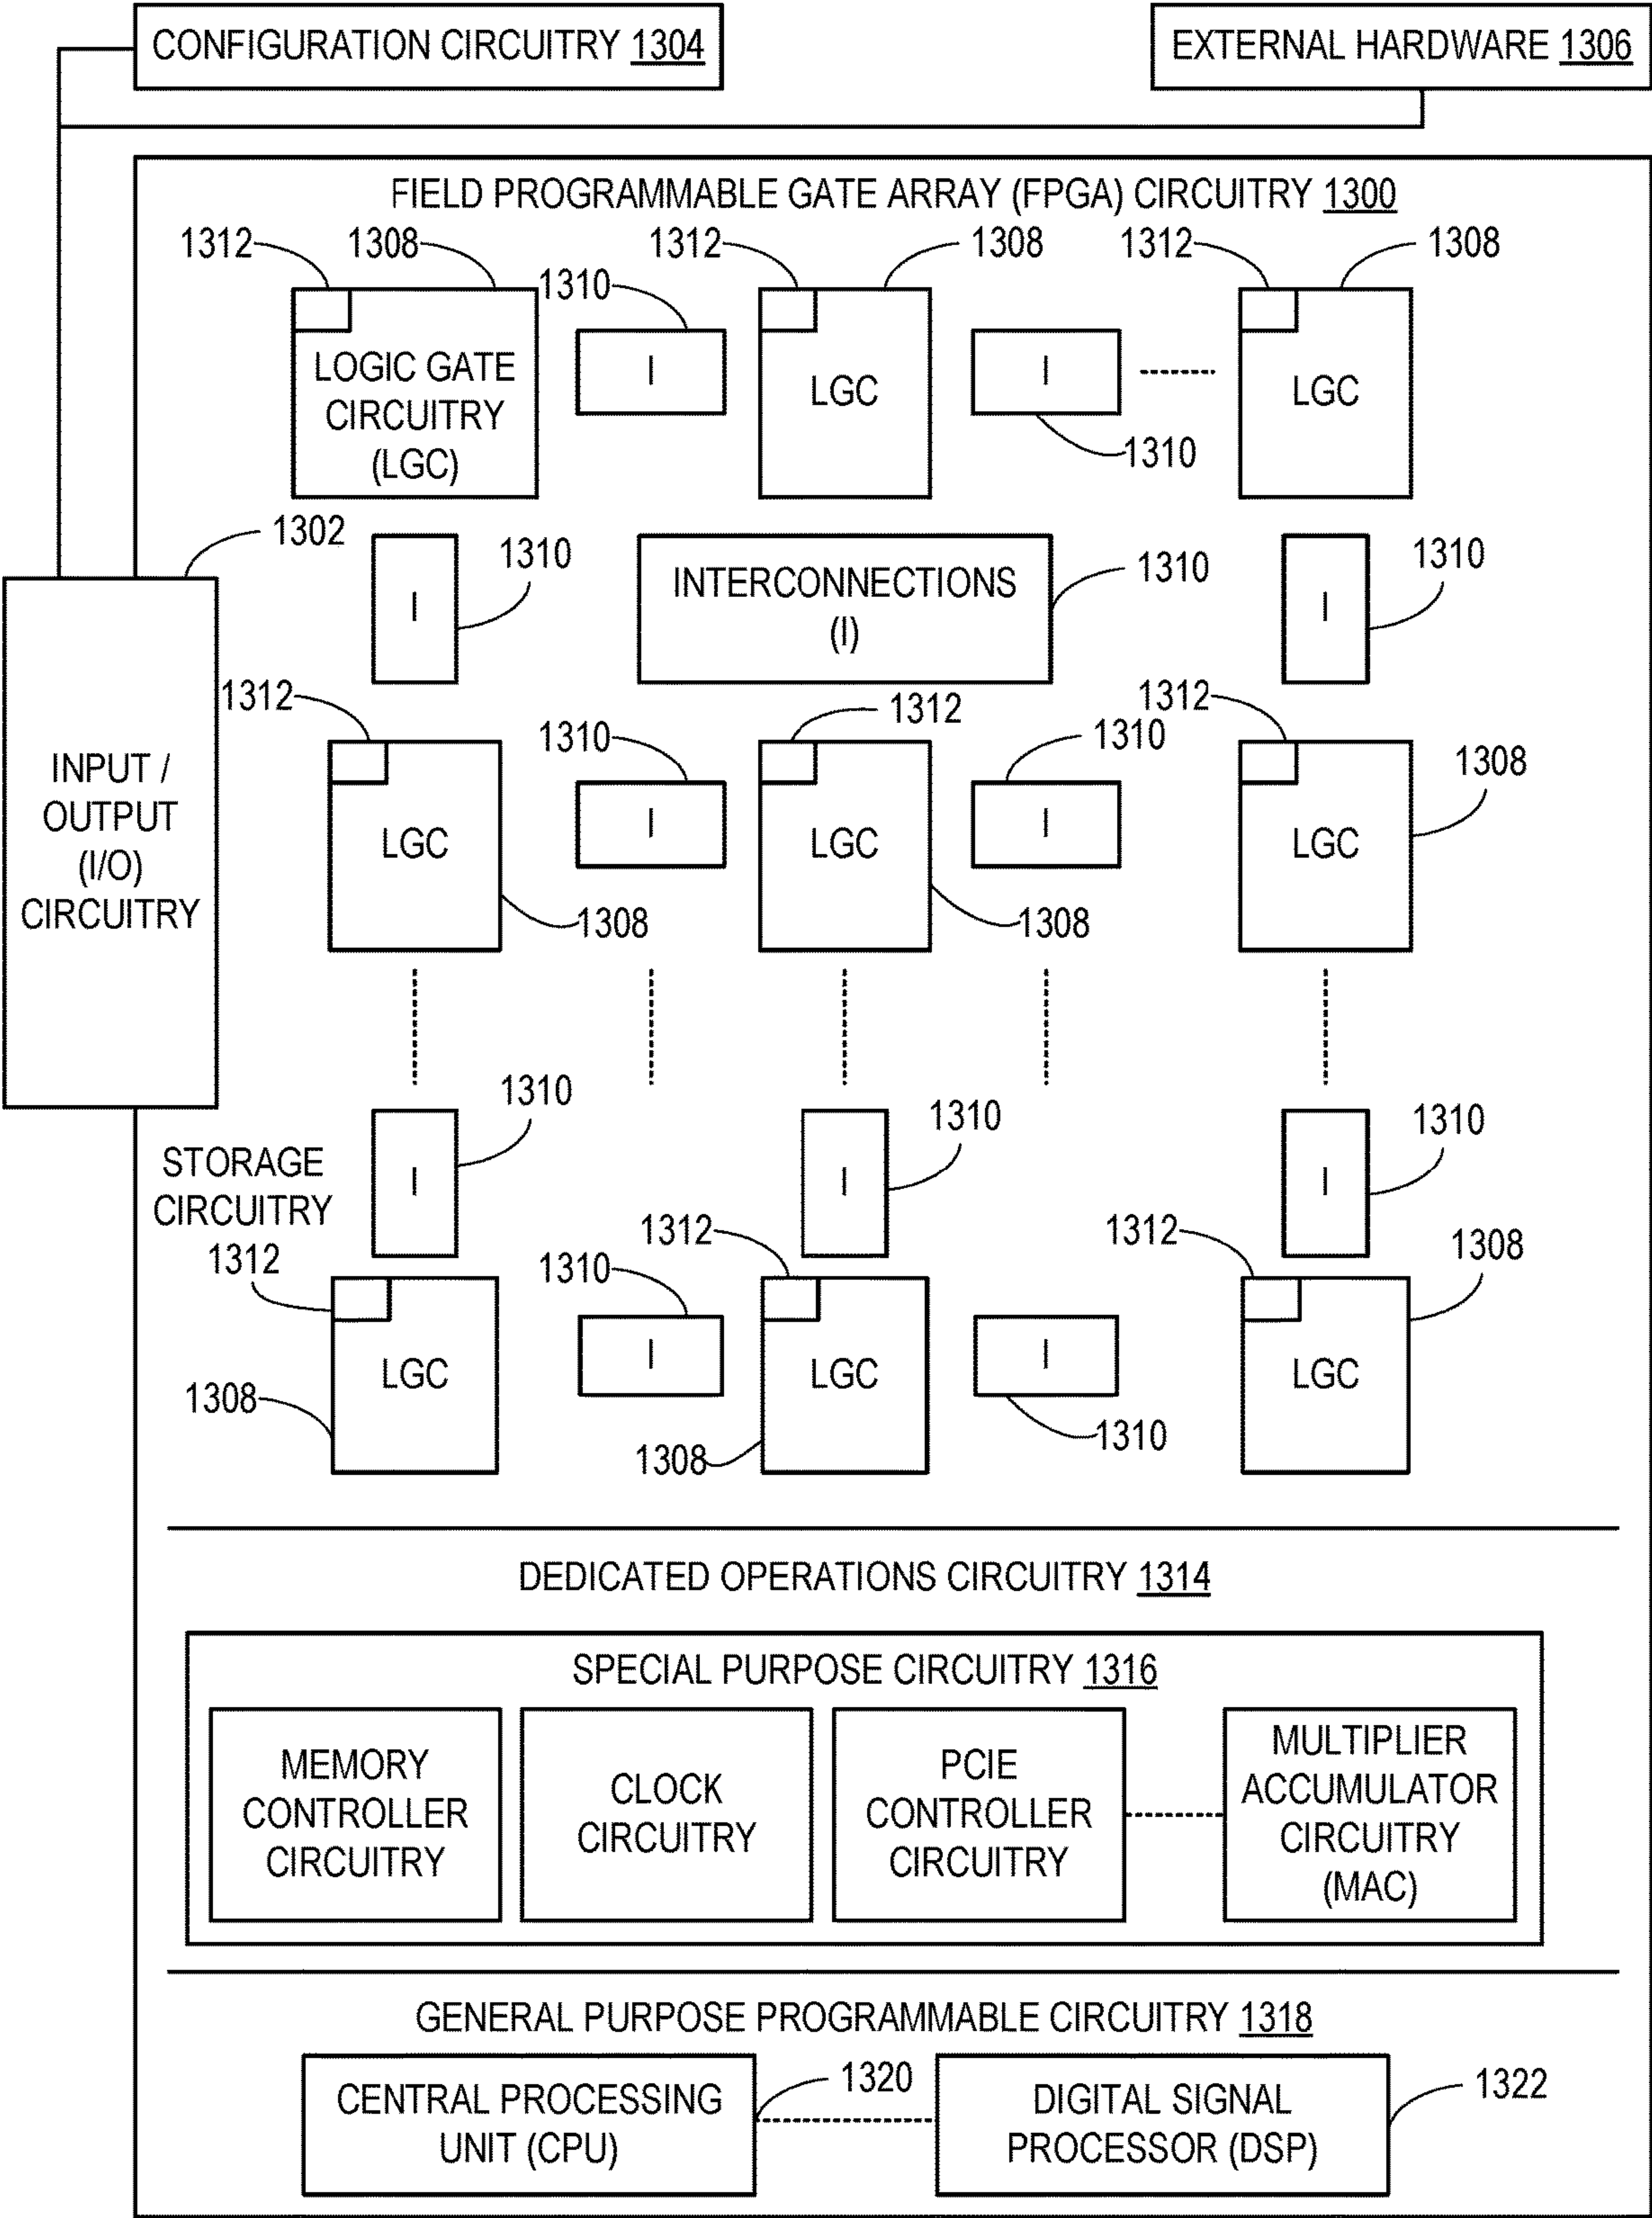 CONFIGURATION CIRCUITRY 1304
EXTERNAL HARDWARE 1306
FIELD PROGRAMMABLE GATE ARRAY (FPGA) CIRCUITRY 1300
1312
1308
1312
1308
1312
1308
1310
LOGIC GATE
CIRCUITRY
(LGC)
I
LGC
I
LGC
1310
1302
1310
I
INTERCONNECTIONS
(I)
1310
I
1310
INPUT /
OUTPUT
(I/O)
CIRCUITRY
1312
1310
1312
1310
1312
1308
LGC
I
LGC
I
LGC
1308
1308
1310
1310
1310
STORAGE
CIRCUITRY
I
I
I
1312
1310
1312
1312
1308
LGC
I
LGC
I
LGC
1308
1308
1310
DEDICATED OPERATIONS CIRCUITRY 1314
SPECIAL PURPOSE CIRCUITRY 1316
MEMORY
CONTROLLER
CIRCUITRY
CLOCK
CIRCUITRY
PCIE
CONTROLLER
CIRCUITRY
MULTIPLIER
ACCUMULATOR
CIRCUITRY
(MAC)
GENERAL PURPOSE PROGRAMMABLE CIRCUITRY 1318
CENTRAL PROCESSING
UNIT (CPU)
1320
DIGITAL SIGNAL
PROCESSOR (DSP)
1322